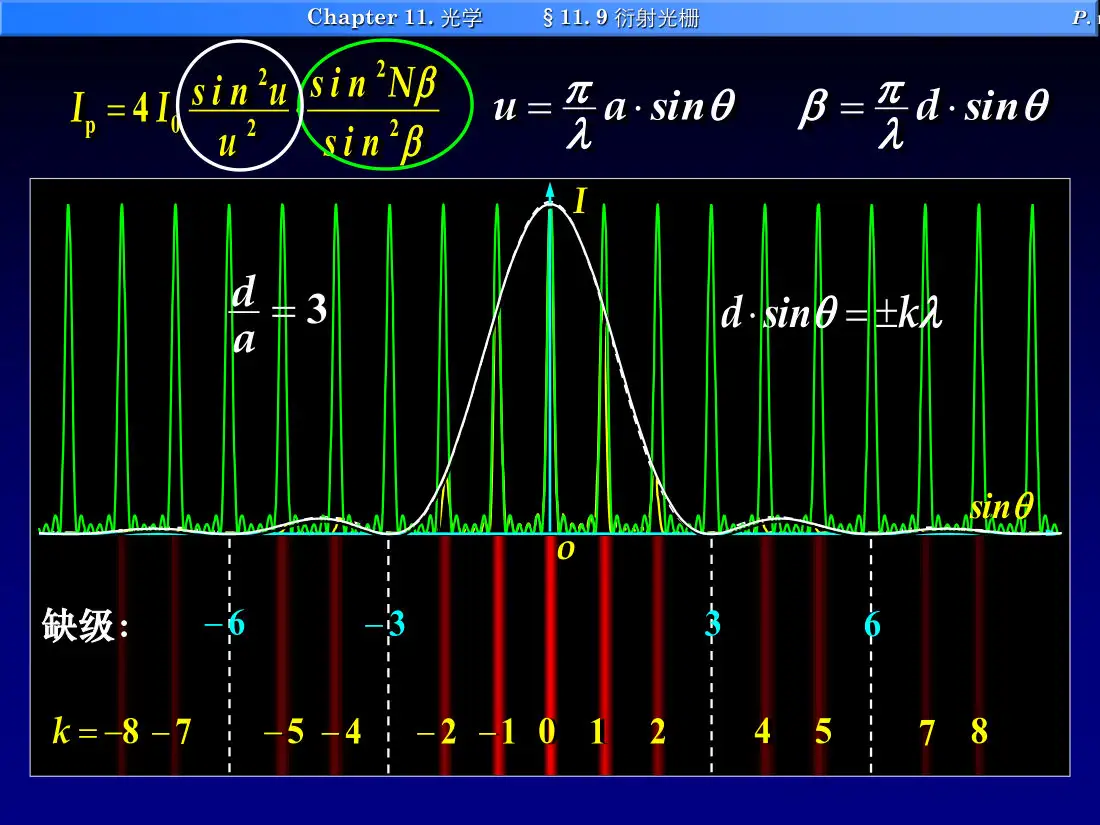 Chapter 11. 光学 § 11. 9 衍射光栅 P.
I_p = 4 I_0 sin²u / u² · sin²Nβ / sin²β u = π/λ a · sinθ β = π/λ d · sinθ
I
d/a = 3 d · sinθ = ±kλ
sinθ
o
缺级: −6 −3 3 6
k = −8 −7 −5 −4 −2 −1 0 1 2 4 5 7 8